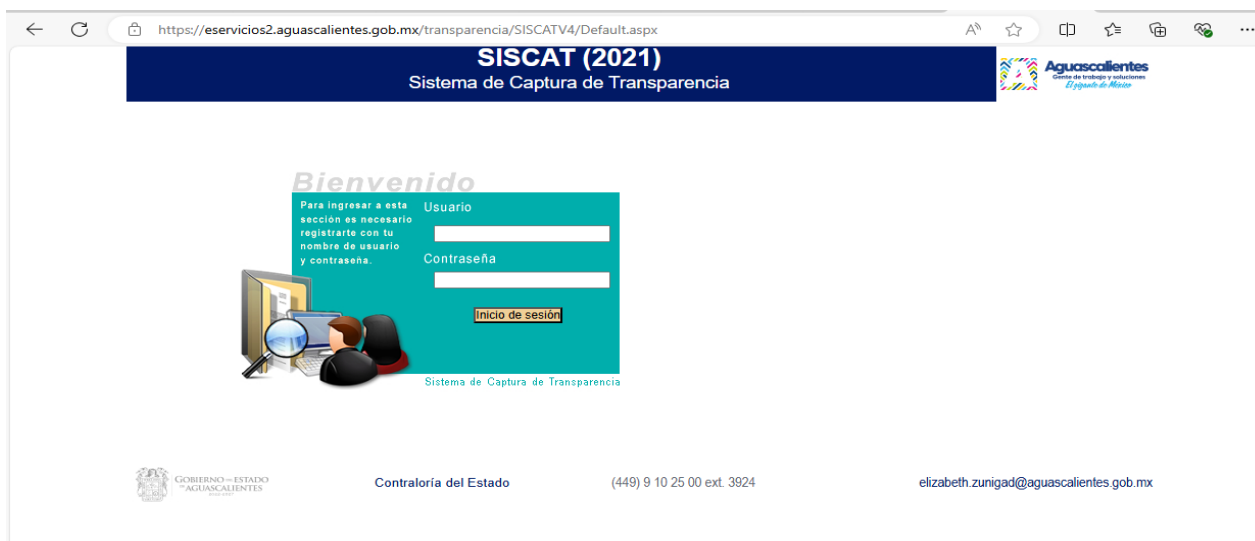 https://eservicios2.aguascalientes.gob.mx/transparencia/SISCATV4/Default.aspx
SISCAT (2021)
Sistema de Captura de Transparencia
Aguascalientes
Gente de trabajo y soluciones
El gigante de México
Bienvenido
Para ingresar a esta
sección es necesario
registrarte con tu
nombre de usuario
y contraseña.
Usuario
Contraseña
Inicio de sesión
Sistema de Captura de Transparencia
GOBIERNO ESTADO
AGUASCALIENTES
Contraloría del Estado
(449) 9 10 25 00 ext. 3924
elizabeth.zunigad@aguascalientes.gob.mx